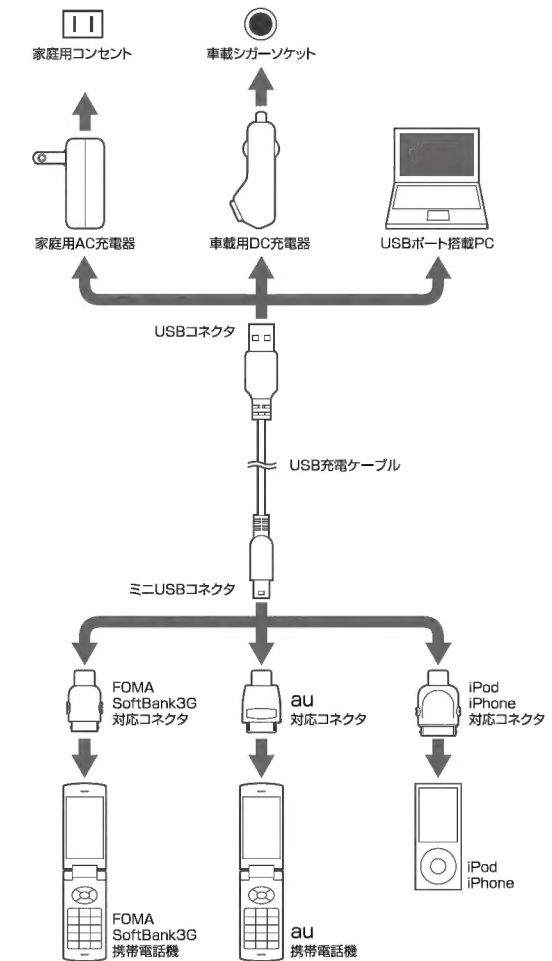 家庭用コンセント
車載シガーソケット
家庭用AC充電器
車載用DC充電器
USBポート搭載PC
USBコネクタ
USB充電ケーブル
ミニUSBコネクタ
FOMA
SoftBank3G
対応コネクタ
au
対応コネクタ
iPod
iPhone
対応コネクタ
FOMA
SoftBank3G
携帯電話機
au
携帯電話機
iPod
iPhone